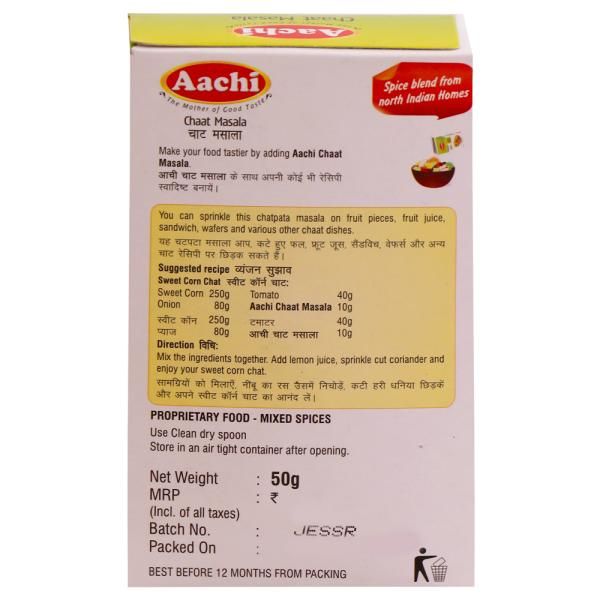 Aachi
Chaat Masala
Aachi
The Mother of Good Taste
Chaat Masala
चाट मसाला
Spice blend from
north Indian Homes
Make your food tastier by adding Aachi Chaat
Masala.
आची चाट मसाला के साथ अपनी कोई भी रेसिपी
स्वादिष्ट बनायें।
You can sprinkle this chatpata masala on fruit pieces, fruit juice,
sandwich, wafers and various other chaat dishes.
यह चटपटा मसाला आप, कटे हुए फल, फ्रूट जूस, सैंडविच, वेफर्स और अन्य
चाट रेसिपी पर छिड़क सकते हैं।
Suggested recipe व्यंजन सुझाव
Sweet Corn Chat स्वीट कॉर्न चाट:
Sweet Corn 250g Tomato 40g
Onion 80g Aachi Chaat Masala 10g
स्वीट कॉन 250g टमाटर 40g
प्याज 80g आची चाट मसाला 10g
Direction विधि:
Mix the ingredients together. Add lemon juice, sprinkle cut coriander and
enjoy your sweet corn chat.
सामग्रियों को मिलाएँ, नींबू का रस उसमें निचोड़ें, कटी हरी धनिया छिड़कें
और अपने स्वीट कॉर्न चाट का आनंद लें।
PROPRIETARY FOOD - MIXED SPICES
Use Clean dry spoon
Store in an air tight container after opening.
Net Weight : 50g
MRP : ₹
(Incl. of all taxes)
Batch No. : JESSR
Packed On :
BEST BEFORE 12 MONTHS FROM PACKING